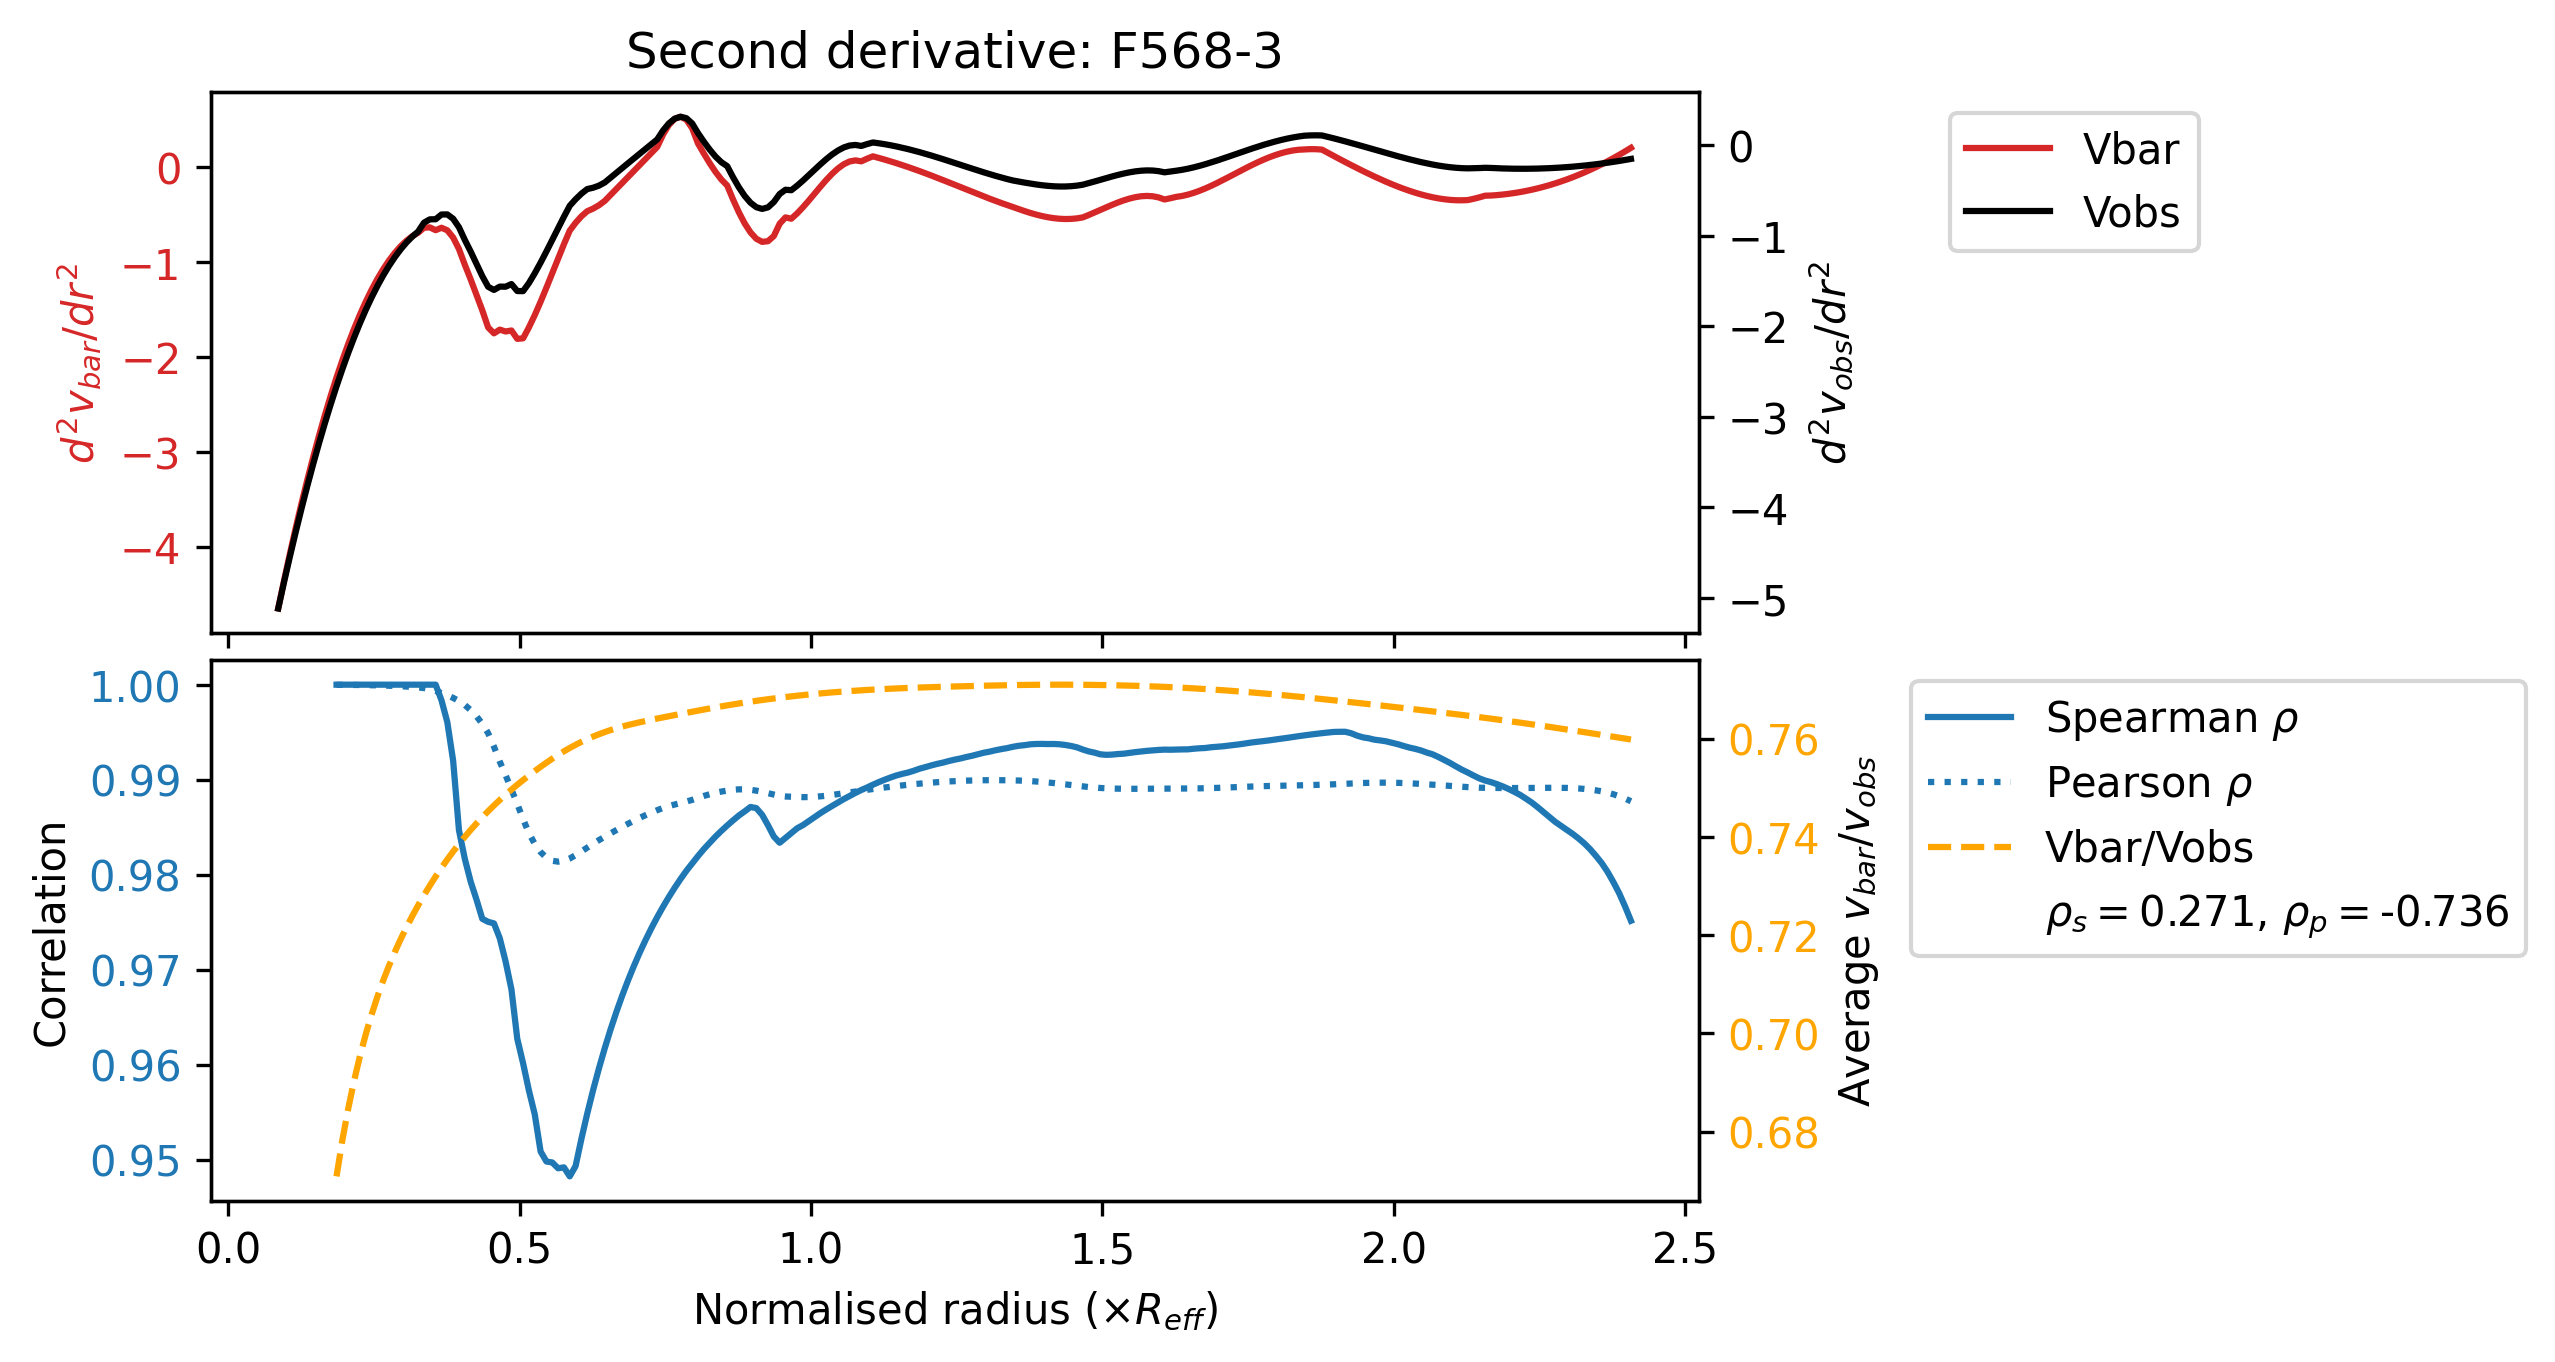 Second derivative: F568-3
d²v_bar/dr²
0
−1
−2
−3
−4
0
−1
−2
−3
−4
−5
d²v_obs/dr²
Vbar
Vobs
Correlation
1.00
0.99
0.98
0.97
0.96
0.95
0.76
0.74
0.72
0.70
0.68
Average v_bar/v_obs
Spearman ρ
Pearson ρ
Vbar/Vobs
ρ_s = 0.271, ρ_p = -0.736
0.0 0.5 1.0 1.5 2.0 2.5
Normalised radius (×R_eff)